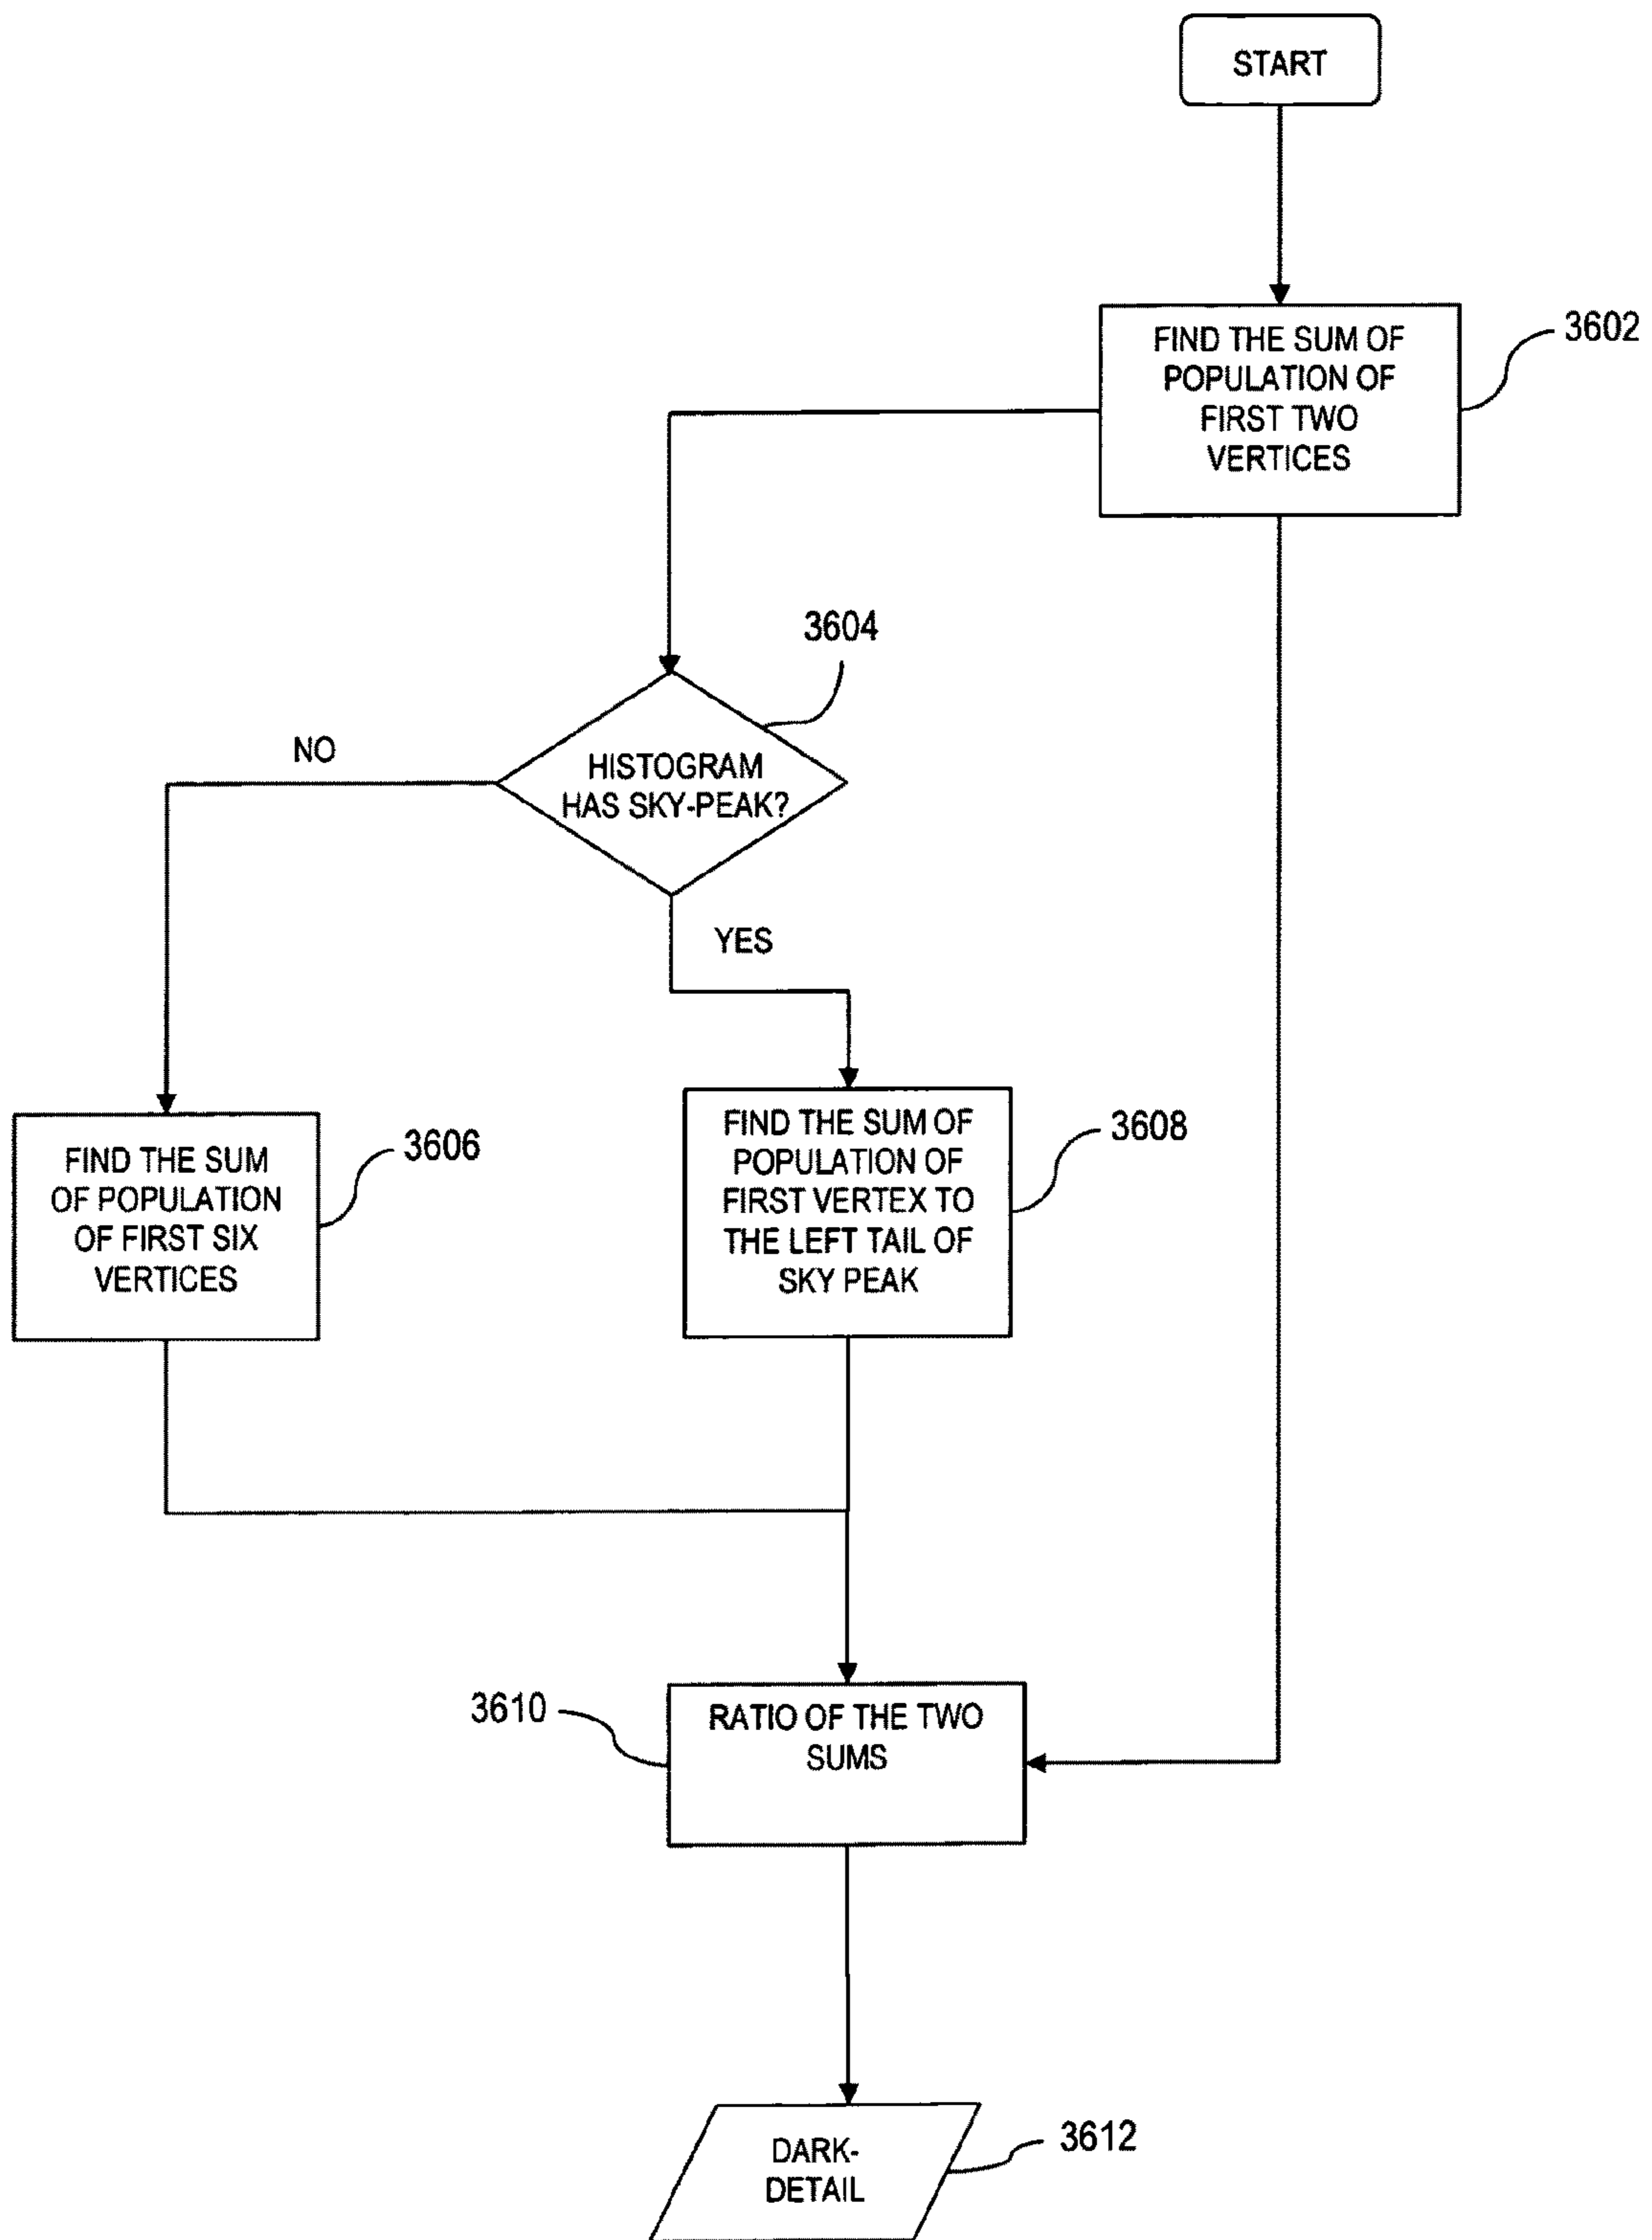 START
FIND THE SUM OF
POPULATION OF
FIRST TWO
VERTICES
3602
3604
HISTOGRAM
HAS SKY-PEAK?
NO
YES
FIND THE SUM
OF POPULATION
OF FIRST SIX
VERTICES
3606
FIND THE SUM OF
POPULATION OF
FIRST VERTEX TO
THE LEFT TAIL OF
SKY PEAK
3608
3610
RATIO OF THE TWO
SUMS
DARK-
DETAIL
3612